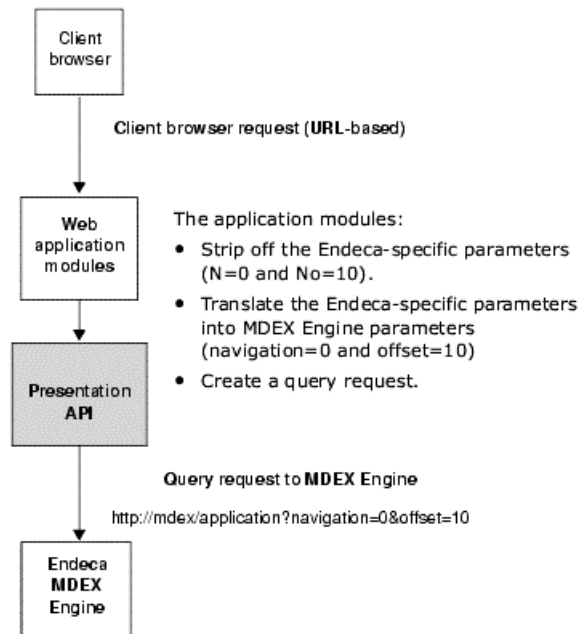 Client
browser
Client browser request (URL-based)
Web
application
modules
The application modules:
• Strip off the Endeca-specific parameters
(N=0 and No=10).
• Translate the Endeca-specific parameters
into MDEX Engine parameters
(navigation=0 and offset=10)
• Create a query request.
Presentation
API
Query request to MDEX Engine
http://mdex/application?navigation=0&offset=10
Endeca
MDEX
Engine